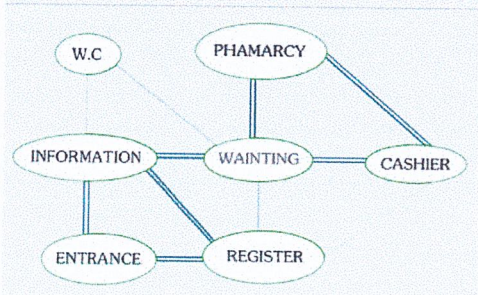 W.C
PHAMARCY
INFORMATION
WAINTING
CASHIER
ENTRANCE
REGISTER